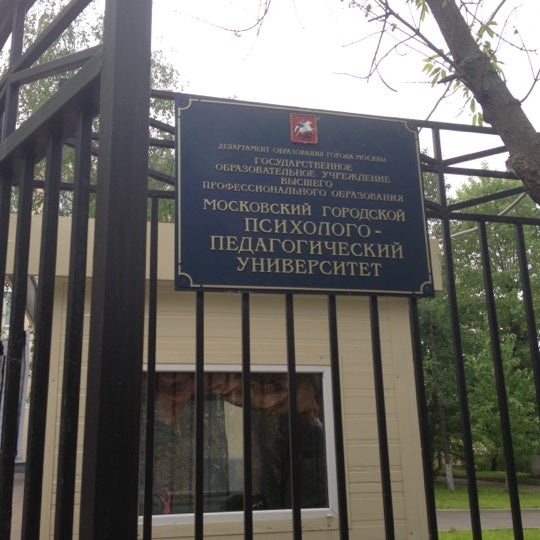 ДЕПАРТАМЕНТ ОБРАЗОВАНИЯ ГОРОДА МОСКВЫ
ГОСУДАРСТВЕННОЕ
ОБРАЗОВАТЕЛЬНОЕ УЧРЕЖДЕНИЕ
ВЫСШЕГО
ПРОФЕССИОНАЛЬНОГО ОБРАЗОВАНИЯ
МОСКОВСКИЙ ГОРОДСКОЙ
ПСИХОЛОГО-
ПЕДАГОГИЧЕСКИЙ
УНИВЕРСИТЕТ